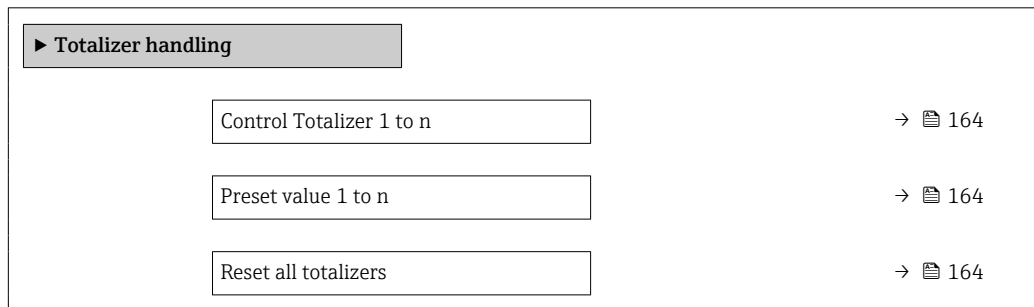 ▶ Totalizer handling
Control Totalizer 1 to n → 164
Preset value 1 to n → 164
Reset all totalizers → 164